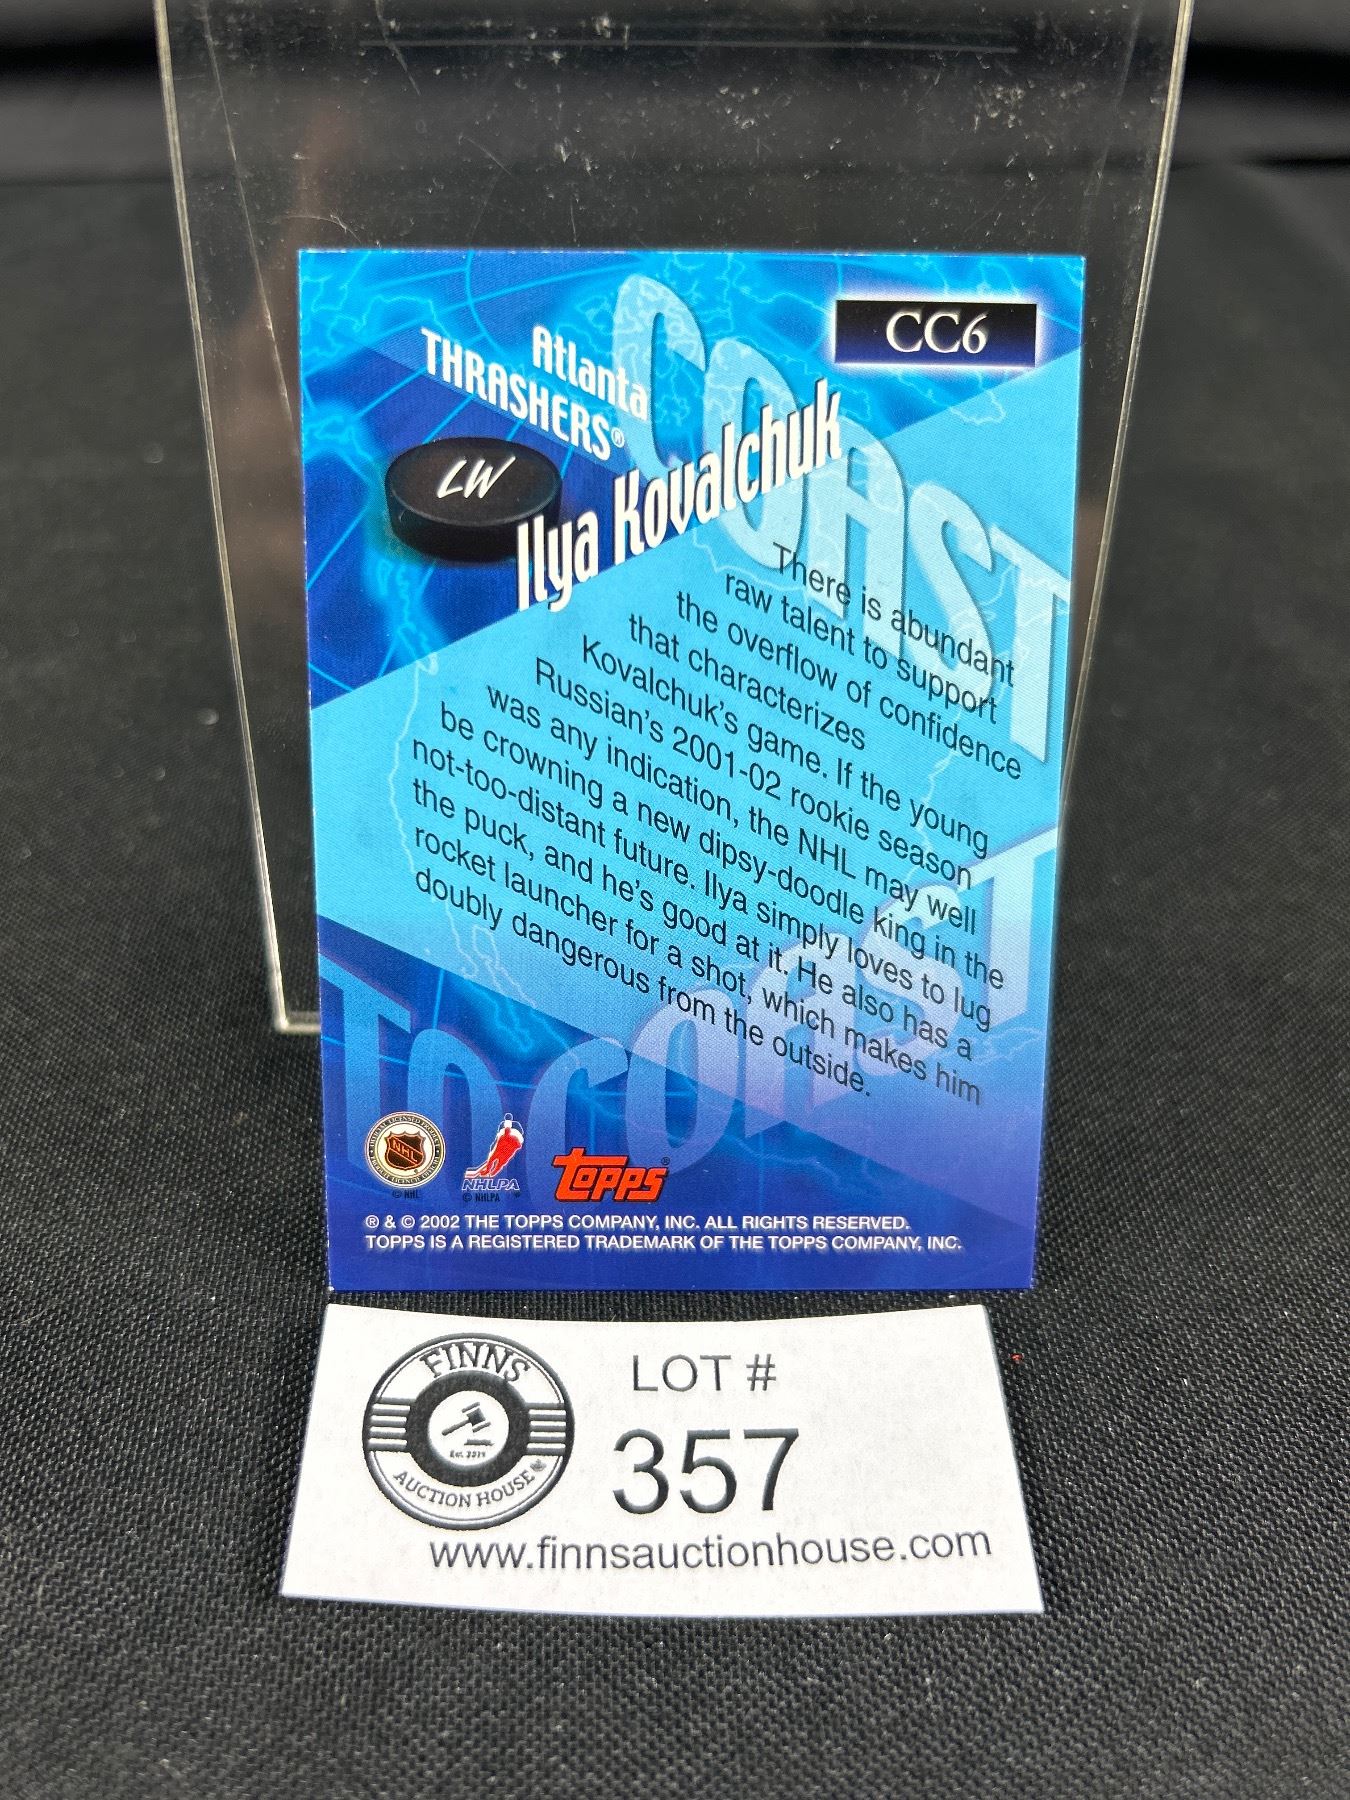 CC6
COAST
Atlanta
THRASHERS®
LW
Ilya Kovalchuk
There is abundant
raw talent to support
the overflow of confidence
that characterizes
Kovalchuk's game. If the young
Russian's 2001-02 rookie season
was any indication, the NHL may well
be crowning a new dipsy-doodle king in the
not-too-distant future. Ilya simply loves to lug
the puck, and he's good at it. He also has a
rocket launcher for a shot, which makes him
doubly dangerous from the outside.
To COAST
NHL
© NHL
NHLPA
© NHLPA
Topps®
® & © 2002 THE TOPPS COMPANY, INC. ALL RIGHTS RESERVED.
TOPPS IS A REGISTERED TRADEMARK OF THE TOPPS COMPANY, INC.
FINNS
AUCTION HOUSE
LOT #
357
www.finnsauctionhouse.com